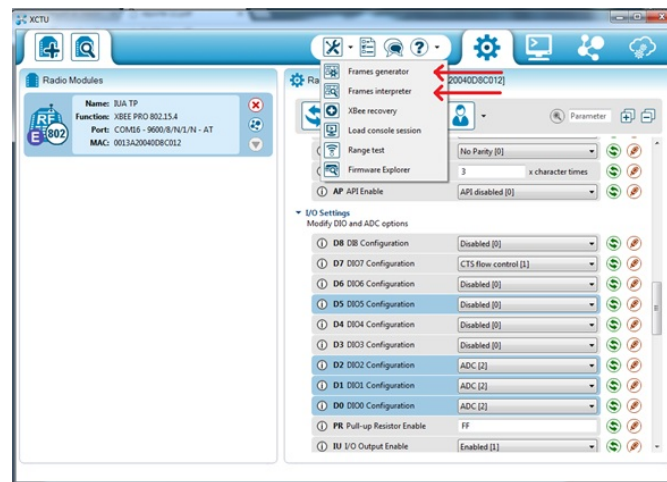 XCTU
Radio Modules
Name: IUA TP
Function: XBEE PRO 802.15.4
Port: COM16 - 9600/8/N/1/N - AT
MAC: 0013A20040D8C012
RF
E 802
Ra
20040D8C012]
Frames generator
Frames interpreter
XBee recovery
Load console session
Range test
Firmware Explorer
Parameter
No Parity [0]
3 x character times
AP API Enable API disabled [0]
I/O Settings
Modify DIO and ADC options
D8 DI8 Configuration Disabled [0]
D7 DIO7 Configuration CTS flow control [1]
D6 DIO6 Configuration Disabled [0]
D5 DIO5 Configuration Disabled [0]
D4 DIO4 Configuration Disabled [0]
D3 DIO3 Configuration Disabled [0]
D2 DIO2 Configuration ADC [2]
D1 DIO1 Configuration ADC [2]
D0 DIO0 Configuration ADC [2]
PR Pull-up Resistor Enable FF
IU I/O Output Enable Enabled [1]